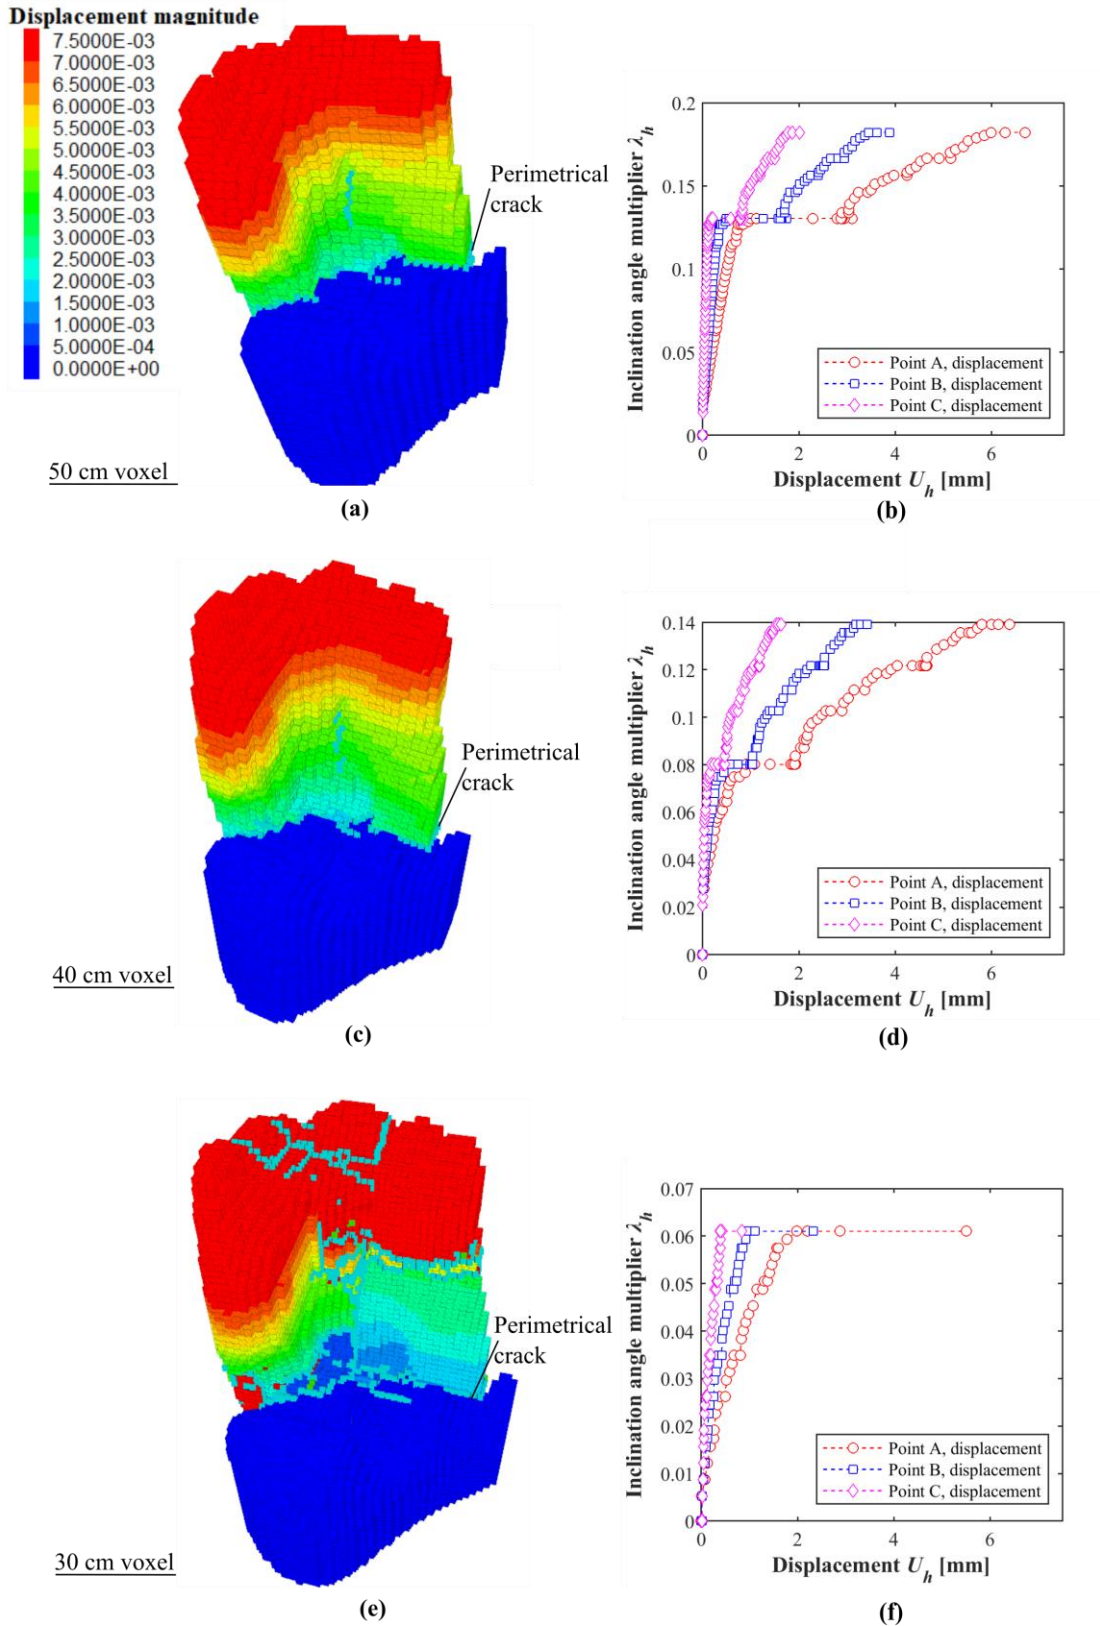 Displacement magnitude
7.5000E-03
7.0000E-03
6.5000E-03
6.0000E-03
5.5000E-03
5.0000E-03
4.5000E-03
4.0000E-03
3.5000E-03
3.0000E-03
2.5000E-03
2.0000E-03
1.5000E-03
1.0000E-03
5.0000E-04
0.0000E+00
Perimetrical
crack
50 cm voxel
(a)
Inclination angle multiplier λh
0.2
0.15
0.1
0.05
0
0 2 4 6
Point A, displacement
Point B, displacement
Point C, displacement
Displacement Uh [mm]
(b)
Perimetrical
crack
40 cm voxel
(c)
Inclination angle multiplier λh
0.14
0.12
0.1
0.08
0.06
0.04
0.02
0
0 2 4 6
Point A, displacement
Point B, displacement
Point C, displacement
Displacement Uh [mm]
(d)
Perimetrical
crack
30 cm voxel
(e)
Inclination angle multiplier λh
0.07
0.06
0.05
0.04
0.03
0.02
0.01
0
0 2 4 6
Point A, displacement
Point B, displacement
Point C, displacement
Displacement Uh [mm]
(f)